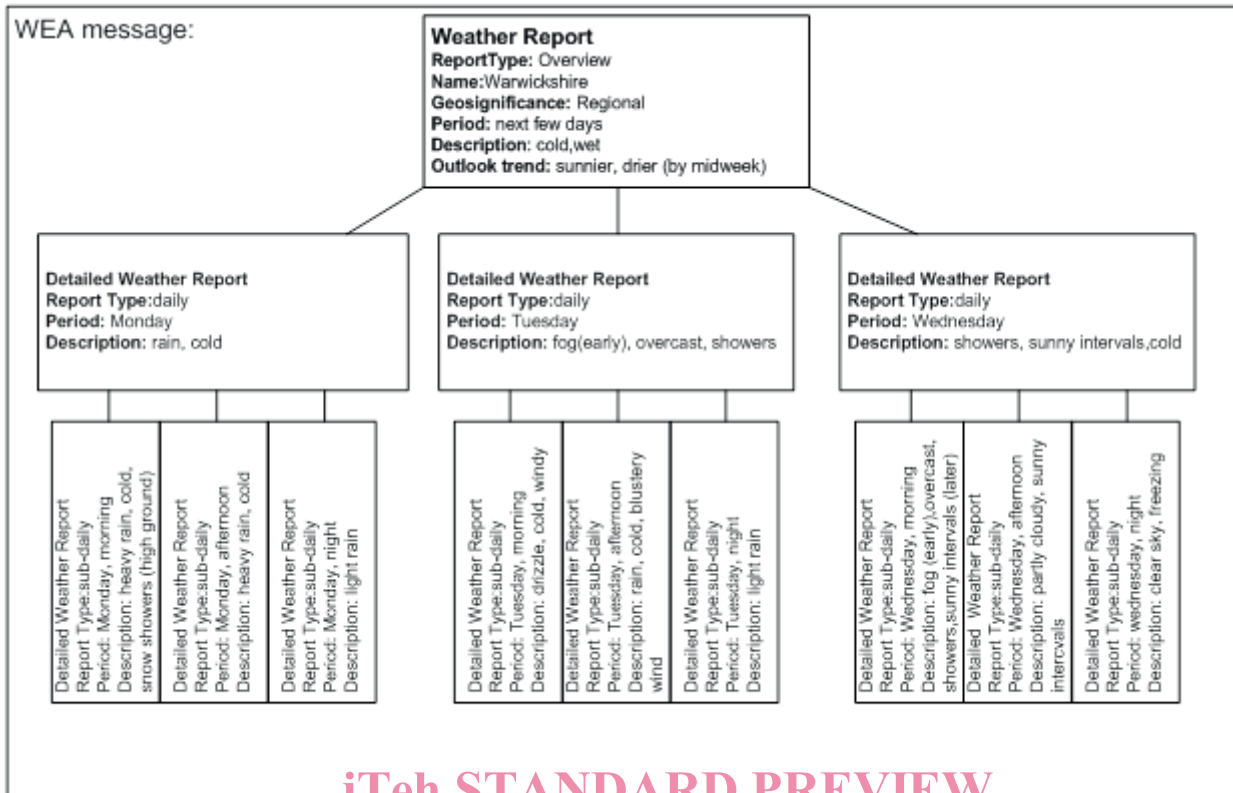 WEA message:
Weather Report
ReportType: Overview
Name:Warwickshire
Geosignificance: Regional
Period: next few days
Description: cold,wet
Outlook trend: sunnier, drier (by midweek)
Detailed Weather Report
Report Type:daily
Period: Monday
Description: rain, cold
Detailed Weather Report
Report Type:daily
Period: Tuesday
Description: fog(early), overcast, showers
Detailed Weather Report
Report Type:daily
Period: Wednesday
Description: showers, sunny intervals,cold
Detailed Weather Report
Report Type:sub-daily
Period: Monday, morning
Description: heavy rain, cold,
snow showers (high ground)
Detailed Weather Report
Report Type:sub-daily
Period: Monday, afternoon
Description: heavy rain, cold
Detailed Weather Report
Report Type:sub-daily
Period: Monday, night
Description: light rain
Detailed Weather Report
Report Type:sub-daily
Period: Tuesday, morning
Description: drizzle, cold, windy
Detailed Weather Report
Report Type:sub-daily
Period: Tuesday, afternoon
Description: rain, cold, blustery
wind
Detailed Weather Report
Report Type:sub-daily
Period: Tuesday, night
Description: light rain
Detailed Weather Report
Report Type:sub-daily
Period: Wednesday, morning
Description: fog (early),overcast,
showers,sunny intervals (later)
Detailed Weather Report
Report Type:sub-daily
Period: Wednesday, afternoon
Description: partly cloudy, sunny
intercvals
Detailed Weather Report
Report Type:sub-daily
Period: wednesday, night
Description: clear sky, freezing
iTeh STANDARD PREVIEW